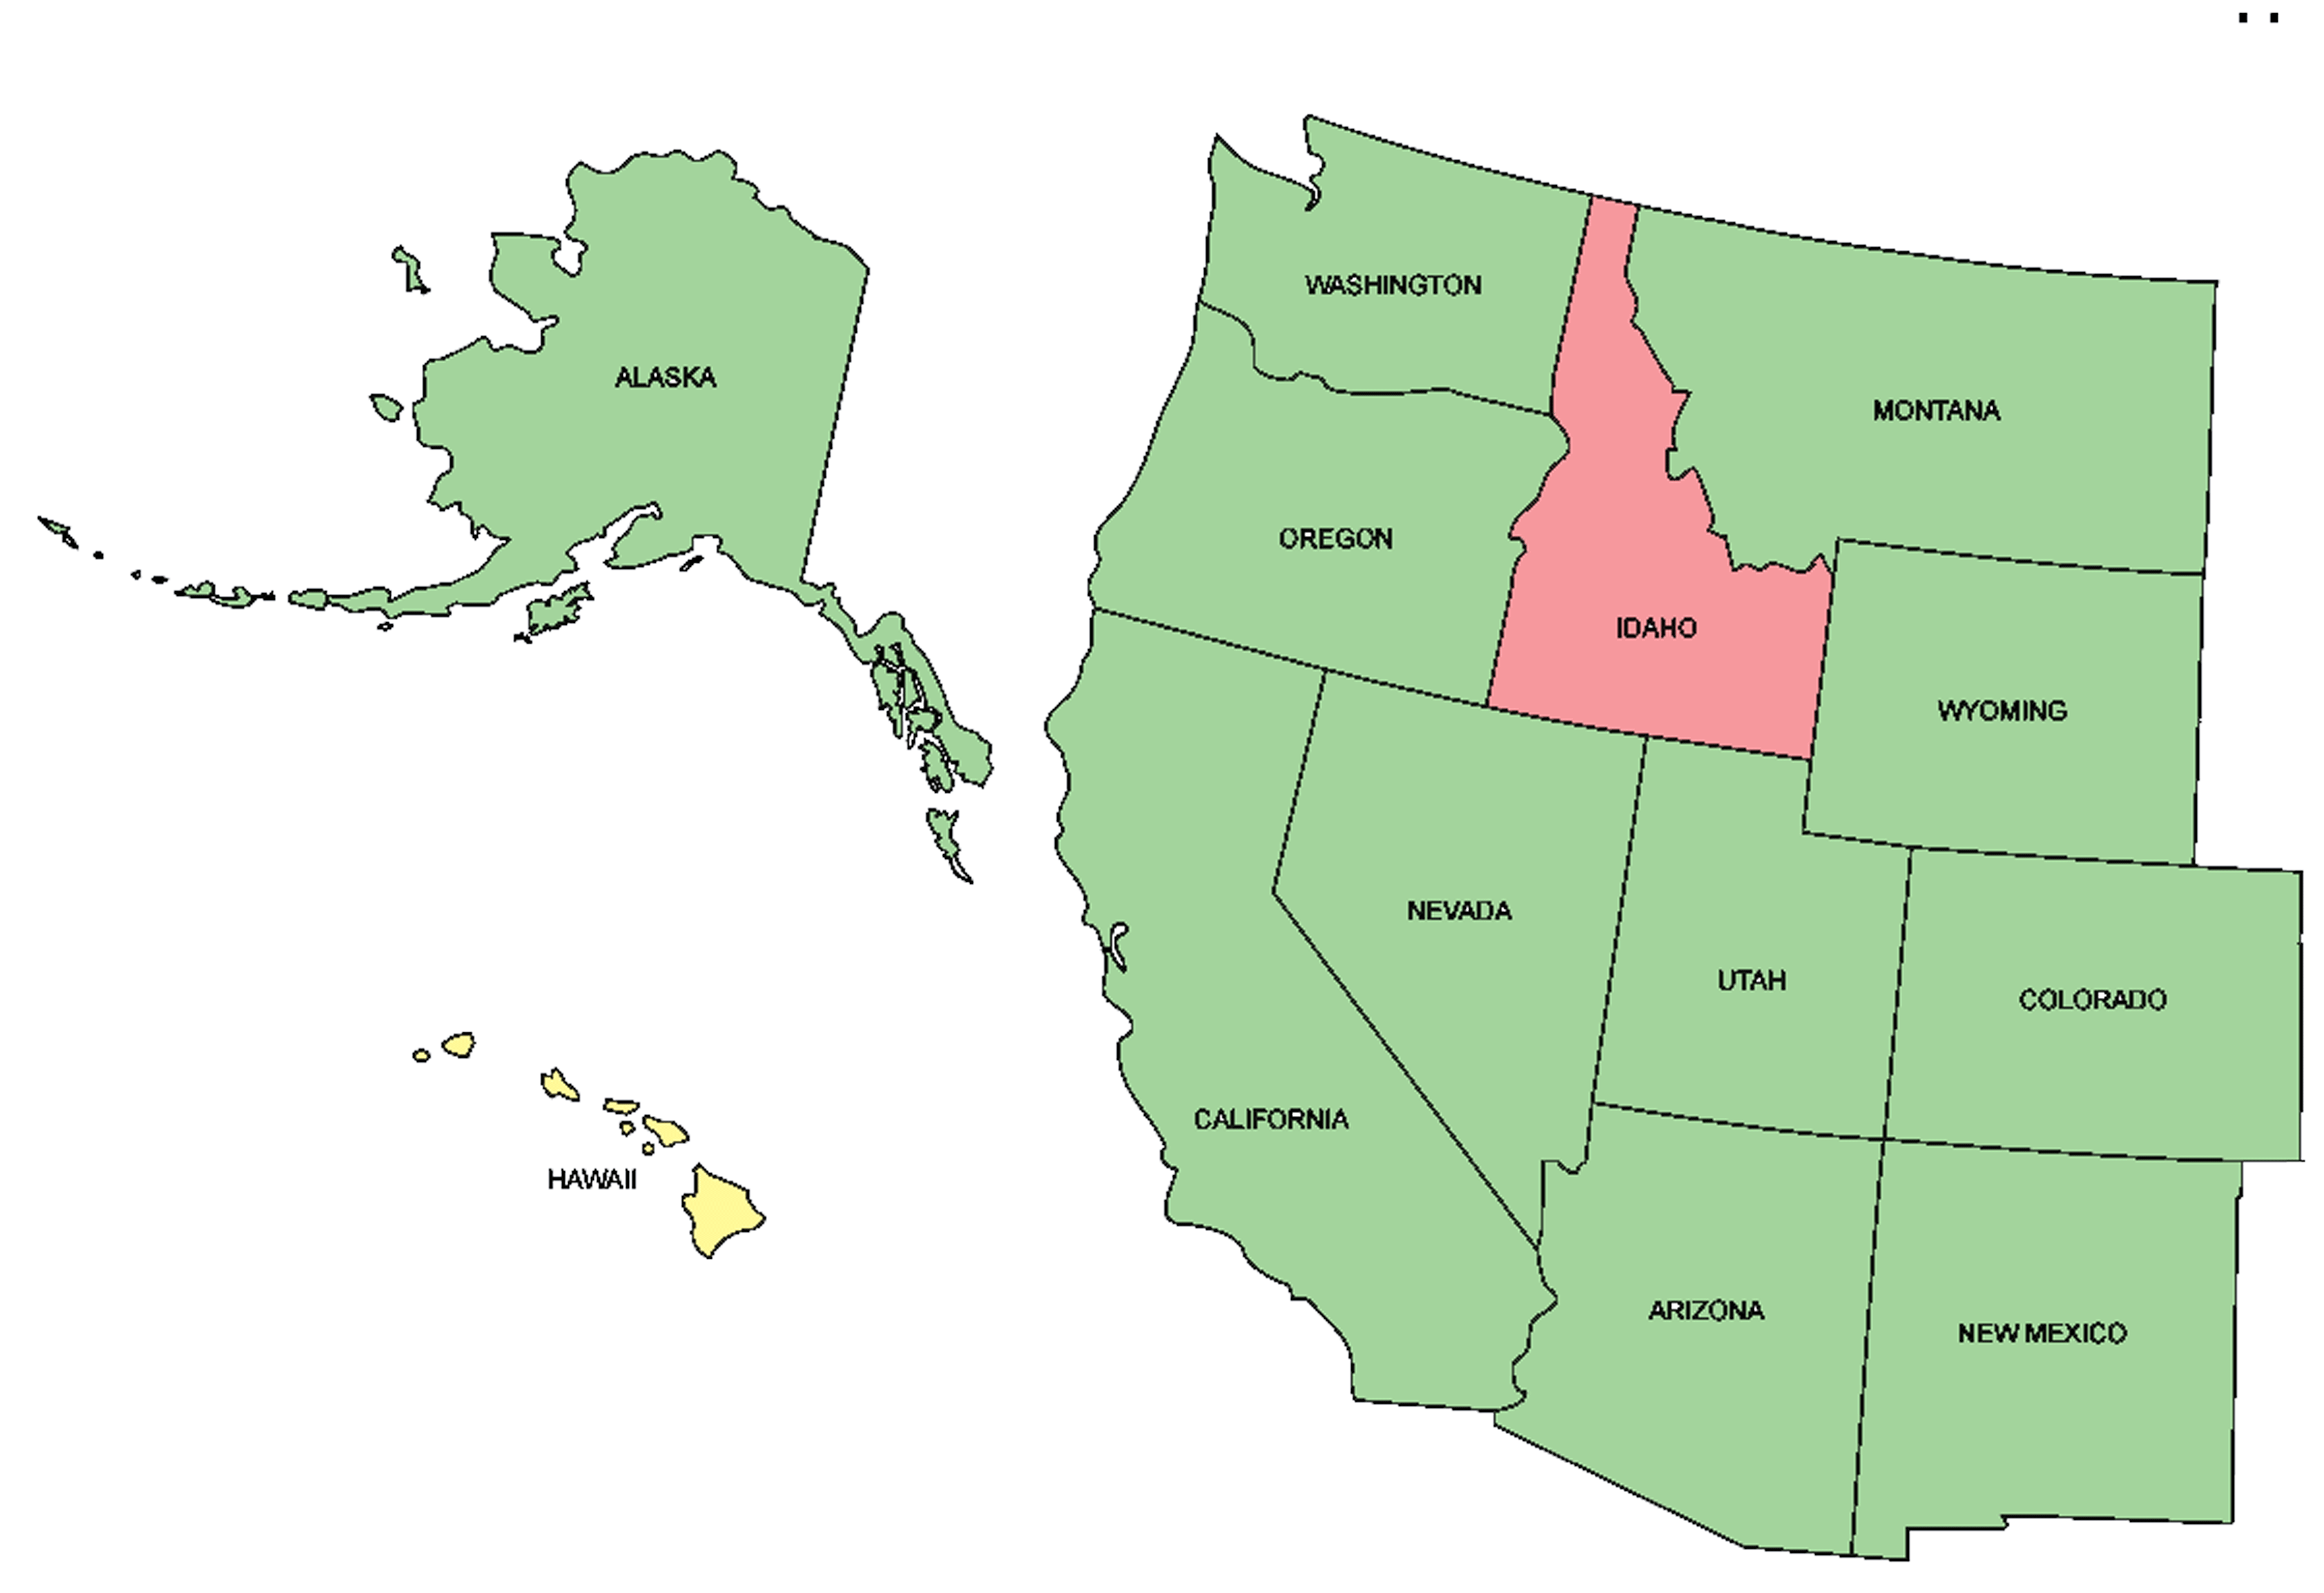 WASHINGTON
ALASKA
MONTANA
OREGON
IDAHO
WYOMING
NEVADA
UTAH
COLORADO
CALIFORNIA
HAWAII
ARIZONA
NEW MEXICO